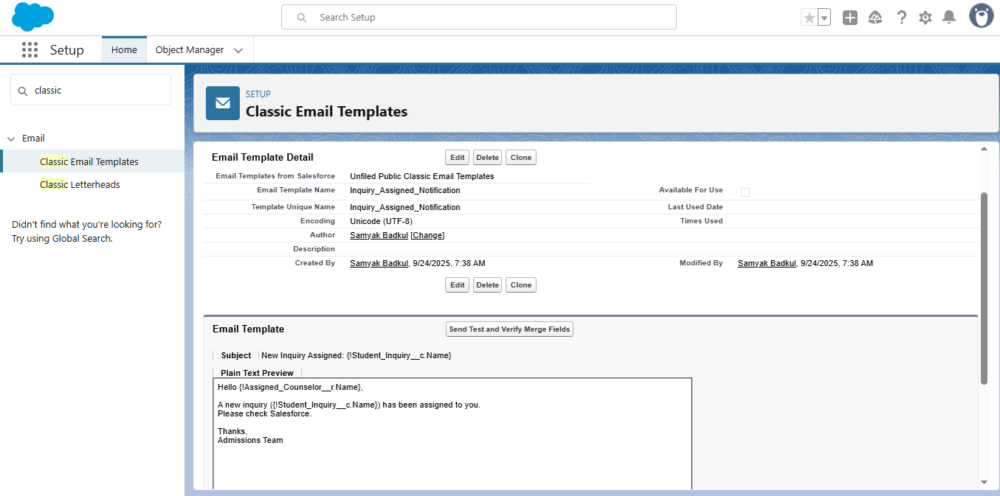 Search Setup
Setup
Home
Object Manager
classic
Email
Classic Email Templates
Classic Letterheads
Didn't find what you're looking for?
Try using Global Search.
SETUP
Classic Email Templates
Email Template Detail
Edit Delete Clone
Email Templates from Salesforce Unfiled Public Classic Email Templates
Email Template Name Inquiry_Assigned_Notification Available For Use
Template Unique Name Inquiry_Assigned_Notification Last Used Date
Encoding Unicode (UTF-8) Times Used
Author Samyak Badkul [Change]
Description
Created By Samyak Badkul, 9/24/2025, 7:38 AM Modified By Samyak Badkul, 9/24/2025, 7:38 AM
Edit Delete Clone
Email Template Send Test and Verify Merge Fields
Subject New Inquiry Assigned: {!Student_Inquiry__c.Name}
Plain Text Preview
Hello {!Assigned_Counselor__r.Name},
A new inquiry ({!Student_Inquiry__c.Name}) has been assigned to you.
Please check Salesforce.
Thanks,
Admissions Team